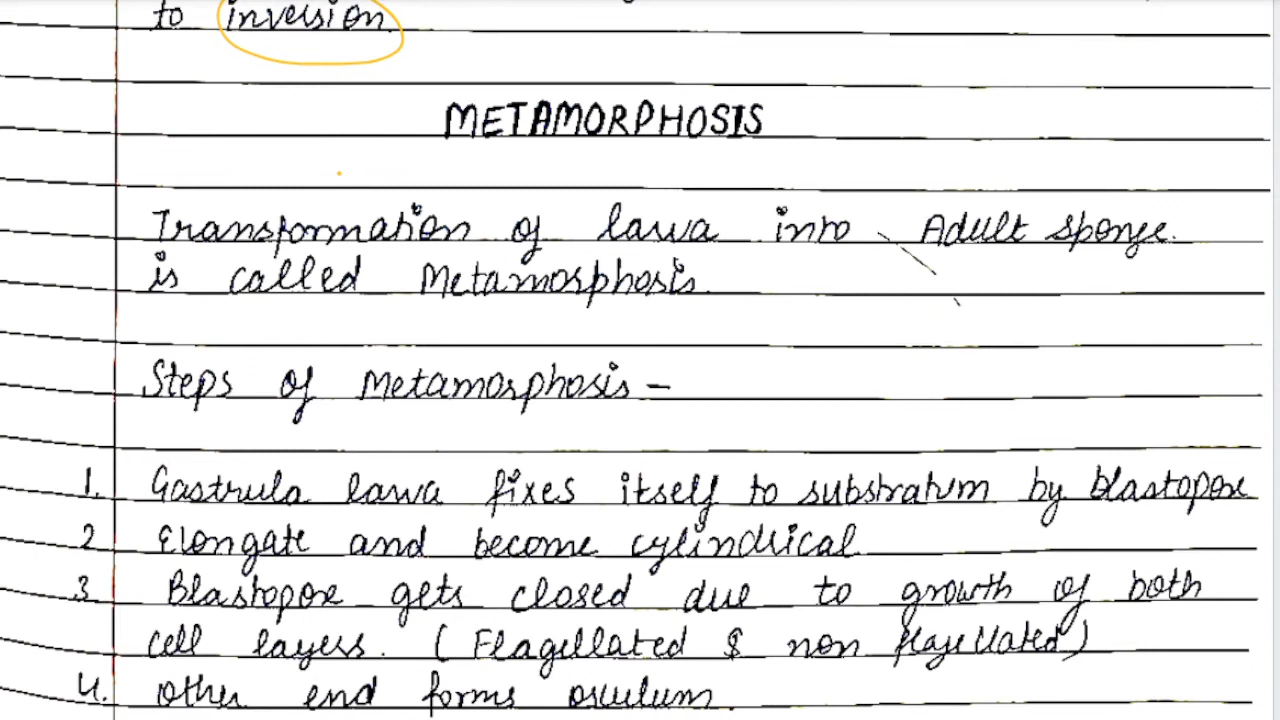 to inversion
METAMORPHOSIS
Transformation of larva into Adult sponge.
is called Metamorphosis.
Steps of Metamorphosis –
1. Gastrula larva fixes itself to substratum by blastopore
2 Elongate and become cylindrical
3 Blastopore gets closed due to growth of both
cell layers. (Flagellated & non flagellated)
4. other end forms osculum.